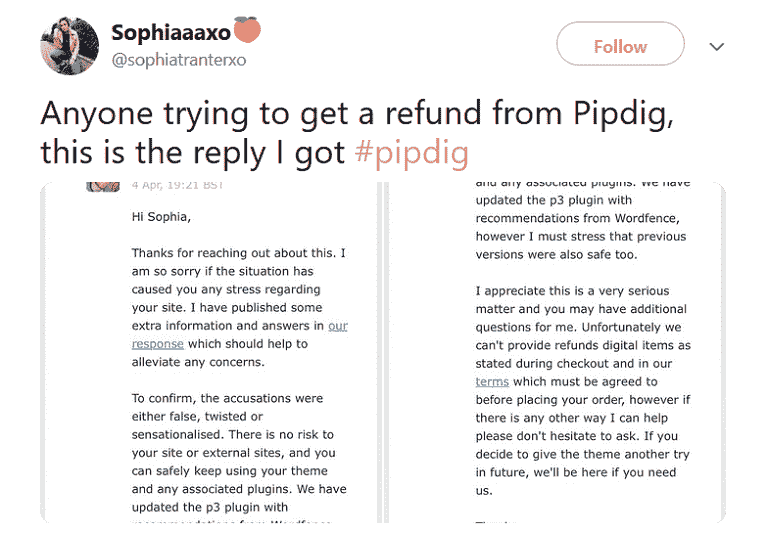 Sophiaaaxo🍑
@sophiatranterxo
Follow
Anyone trying to get a refund from Pipdig,
this is the reply I got #pipdig
4 Apr, 19:21 BST
Hi Sophia,
Thanks for reaching out about this. I
am so sorry if the situation has
caused you any stress regarding
your site. I have published some
extra information and answers in our
response which should help to
alleviate any concerns.
To confirm, the accusations were
either false, twisted or
sensationalised. There is no risk to
your site or external sites, and you
can safely keep using your theme
and any associated plugins. We have
updated the p3 plugin with
recommendations from Wordfence,
and any associated plugins. We have
updated the p3 plugin with
recommendations from Wordfence,
however I must stress that previous
versions were also safe too.
I appreciate this is a very serious
matter and you may have additional
questions for me. Unfortunately we
can't provide refunds digital items as
stated during checkout and in our
terms which must be agreed to
before placing your order, however if
there is any other way I can help
please don't hesitate to ask. If you
decide to give the theme another try
in future, we'll be here if you need
us.